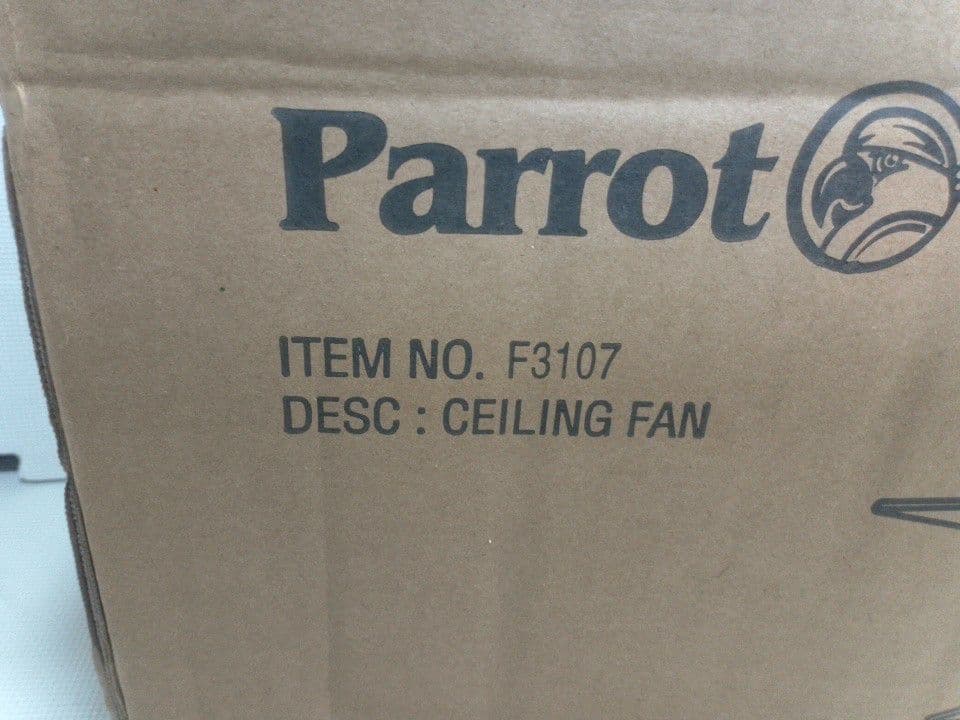 Parrot
ITEM NO. F3107
DESC : CEILING FAN